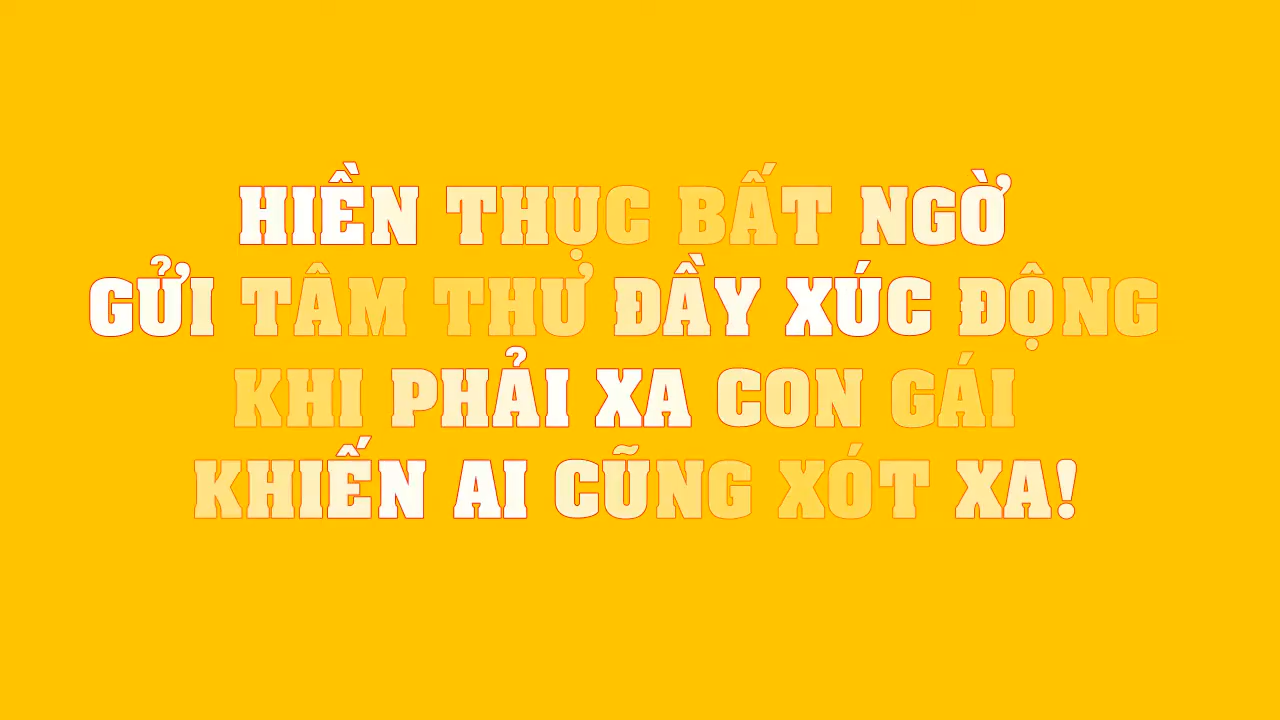 HIỀN THỤC BẤT NGỜ
GỬI TÂM THƯ ĐẦY XÚC ĐỘNG
KHI PHẢI XA CON GÁI
KHIẾN AI CŨNG XÓT XA!